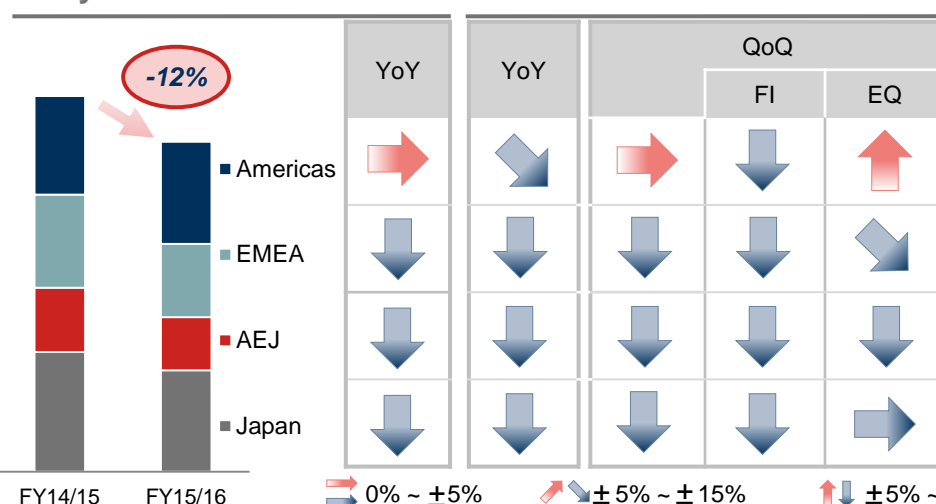 -12%
YoY
YoY
QoQ
FI
EQ
Americas
EMEA
AEJ
Japan
FY14/15
FY15/16
0% ~ ±5%
±5% ~ ±15%
±5% ~